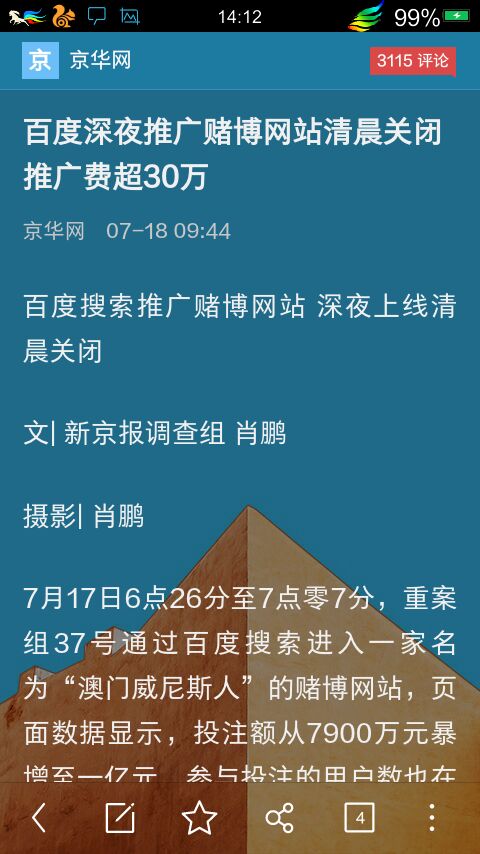 14:12
99%
京 京华网
3115 评论
百度深夜推广赌博网站清晨关闭
推广费超30万
京华网 07-18 09:44
百度搜索推广赌博网站 深夜上线清
晨关闭
文| 新京报调查组 肖鹏
摄影| 肖鹏
7月17日6点26分至7点零7分，重案
组37号通过百度搜索进入一家名
为“澳门威尼斯人”的赌博网站，页
面数据显示，投注额从7900万元暴
增至一亿元，参与投注的用户数也在
4